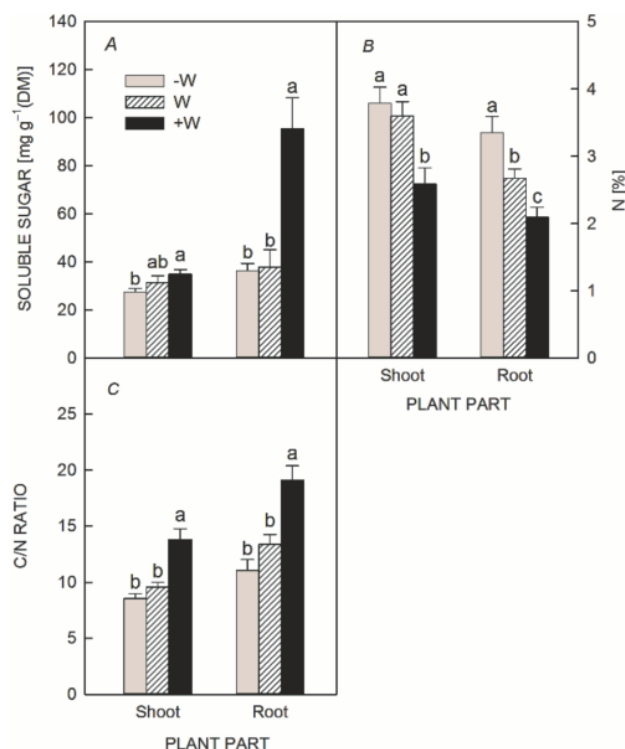 A
B
140
120
100
80
60
40
20
0
SOLUBLE SUGAR [mg g⁻¹(DM)]
-W
W
+W
b
ab
a
b
b
a
a
a
b
a
b
c
5
4
3
2
1
0
N [%]
Shoot
Root
PLANT PART
C
25
20
15
10
5
0
C/N RATIO
b
b
a
b
b
a
Shoot
Root
PLANT PART